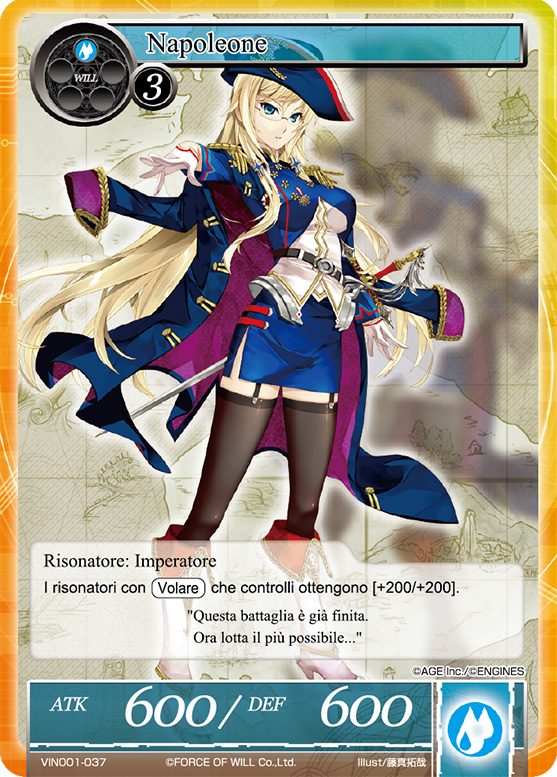 Napoleone
WILL
3
Risonatore: Imperatore
I risonatori con Volare che controlli ottengono [+200/+200].
"Questa battaglia è già finita.
Ora lotta il più possibile..."
©AGE Inc./©ENGINES
ATK 600 / DEF 600
VIN001-037 ©FORCE OF WILL Co.,Ltd. Illust/藤真拓哉